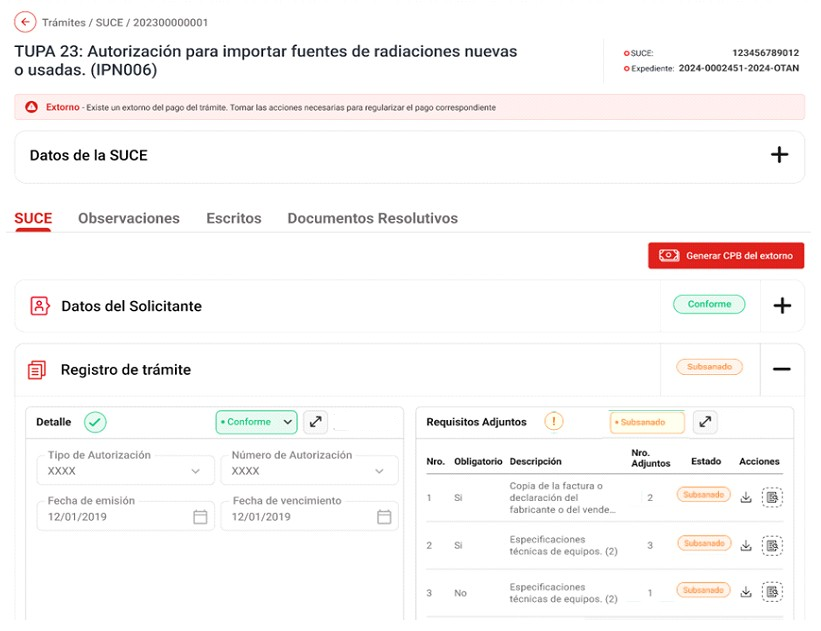 Trámites / SUCE / 202300000001
TUPA 23: Autorización para importar fuentes de radiaciones nuevas
o usadas. (IPN006)
SUCE: 123456789012
Expediente: 2024-0002451-2024-OTAN
Extorno - Existe un extorno del pago del trámite. Tomar las acciones necesarias para regularizar el pago correspondiente
Datos de la SUCE
SUCE Observaciones Escritos Documentos Resolutivos
Generar CPB del extorno
Datos del Solicitante Conforme
Registro de trámite Subsanado
Detalle Conforme
Tipo de Autorización Número de Autorización
XXXX XXXX
Fecha de emisión Fecha de vencimiento
12/01/2019 12/01/2019
Requisitos Adjuntos Subsanado
Nro. Obligatorio Descripción Nro. Adjuntos Estado Acciones
1 Si Copia de la factura o
declaración del
fabricante o del vende... 2 Subsanado
2 Si Especificaciones
técnicas de equipos. (2) 3 Subsanado
3 No Especificaciones
técnicas de equipos. (2) 1 Subsanado